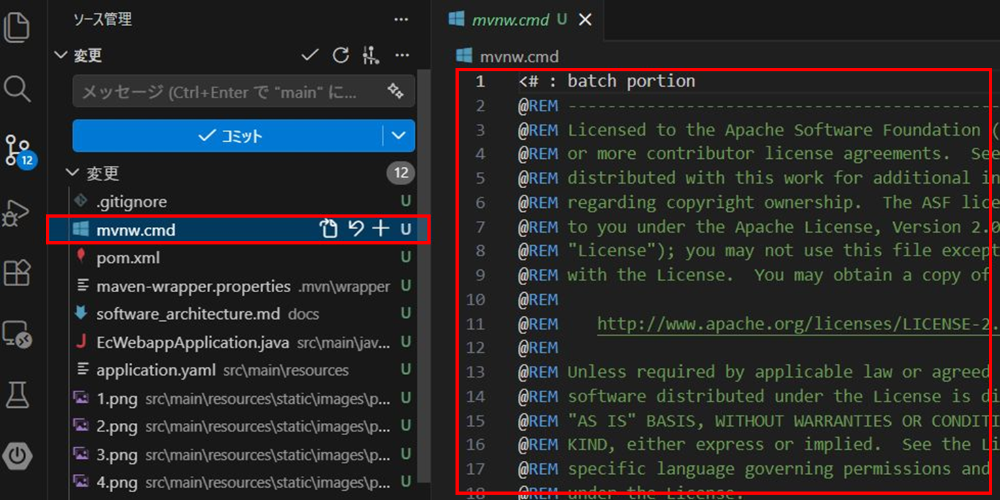 ソース管理
変更
メッセージ (Ctrl+Enter で "main" に...
コミット
変更 12
.gitignore U
mvnw.cmd U
pom.xml U
maven-wrapper.properties .mvn\wrapper U
software_architecture.md docs U
EcWebappApplication.java src\main\jav... U
application.yaml src\main\resources U
1.png src\main\resources\static\images\p... U
2.png src\main\resources\static\images\p... U
3.png src\main\resources\static\images\p... U
4.png src\main\resources\static\images\p... U
12
mvnw.cmd U
mvnw.cmd
1 <# : batch portion
2 @REM ----------------------------------------------
3 @REM Licensed to the Apache Software Foundation (
4 @REM or more contributor license agreements.  See
5 @REM distributed with this work for additional in
6 @REM regarding copyright ownership.  The ASF lice
7 @REM to you under the Apache License, Version 2.0
8 @REM "License"); you may not use this file except
9 @REM with the License.  You may obtain a copy of
10 @REM
11 @REM    http://www.apache.org/licenses/LICENSE-2.
12 @REM
13 @REM Unless required by applicable law or agreed
14 @REM software distributed under the License is di
15 @REM "AS IS" BASIS, WITHOUT WARRANTIES OR CONDITI
16 @REM KIND, either express or implied.  See the Li
17 @REM specific language governing permissions and
18 @REM under the License.